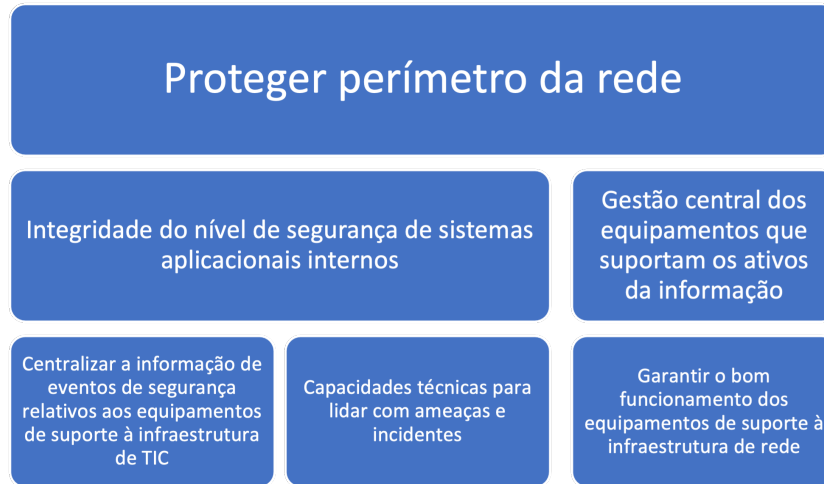 Proteger perímetro da rede
Integridade do nível de segurança de sistemas
aplicacionais internos
Gestão central dos
equipamentos que
suportam os ativos
da informação
Centralizar a informação de
eventos de segurança
relativos aos equipamentos
de suporte à infraestrutura
de TIC
Capacidades técnicas para
lidar com ameaças e
incidentes
Garantir o bom
funcionamento dos
equipamentos de suporte à
infraestrutura de rede